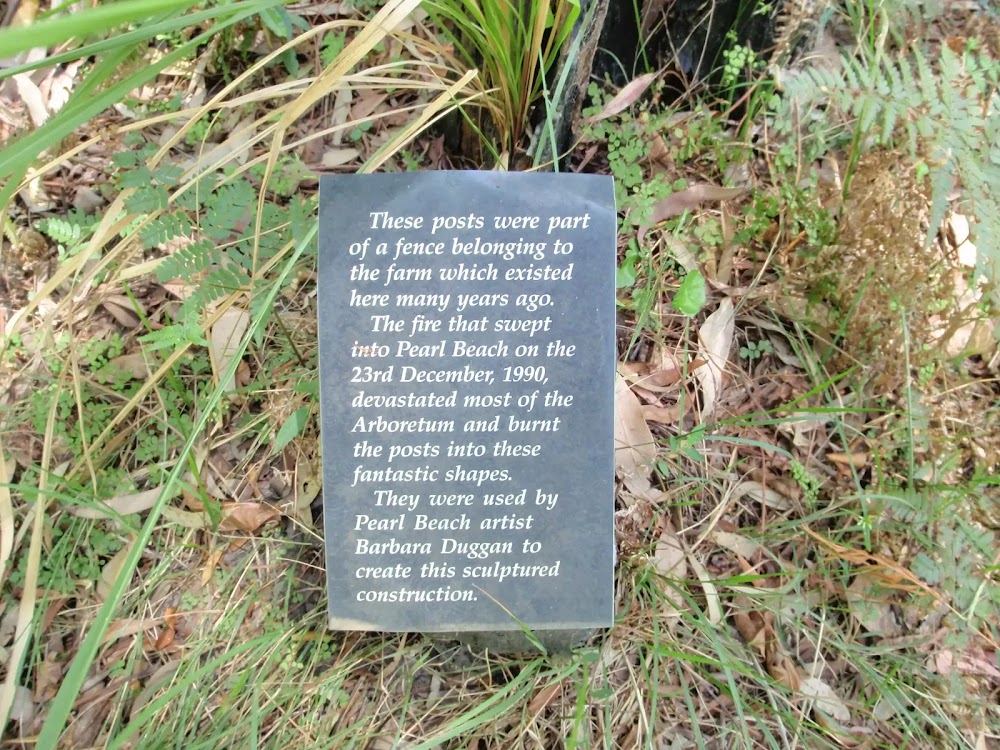 These posts were part
of a fence belonging to
the farm which existed
here many years ago.
The fire that swept
into Pearl Beach on the
23rd December, 1990,
devastated most of the
Arboretum and burnt
the posts into these
fantastic shapes.
They were used by
Pearl Beach artist
Barbara Duggan to
create this sculptured
construction.